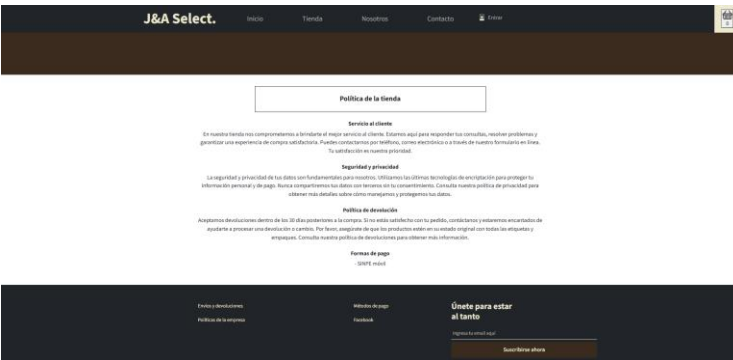 J&A Select.
Inicio
Tienda
Nosotros
Contacto
Entrar
0
Política de la tienda
Servicio al cliente
En nuestra tienda nos comprometemos a brindarte el mejor servicio al cliente. Estamos aquí para responder tus consultas, resolver problemas y
garantizar una experiencia de compra satisfactoria. Puedes contactarnos por teléfono, correo electrónico o a través de nuestro formulario en línea.
Tu satisfacción es nuestra prioridad.
Seguridad y privacidad
La seguridad y privacidad de tus datos son fundamentales para nosotros. Utilizamos las últimas tecnologías de encriptación para proteger tu
información personal y de pago. Nunca compartiremos tus datos con terceros sin tu consentimiento. Consulta nuestra política de privacidad para
obtener más detalles sobre cómo manejamos y protegemos tus datos.
Política de devolución
Aceptamos devoluciones dentro de los 30 días posteriores a la compra. Si no estás satisfecho con tu pedido, contáctanos y estaremos encantados de
ayudarte a procesar una devolución o cambio. Por favor, asegúrate de que los productos estén en su estado original con todas las etiquetas y
empaques. Consulta nuestra política de devoluciones para obtener más información.
Formas de pago
- SINPE móvil
Envíos y devoluciones
Políticas de la empresa
Métodos de pago
Facebook
Únete para estar
al tanto
Ingresa tu email aquí
Suscribirse ahora